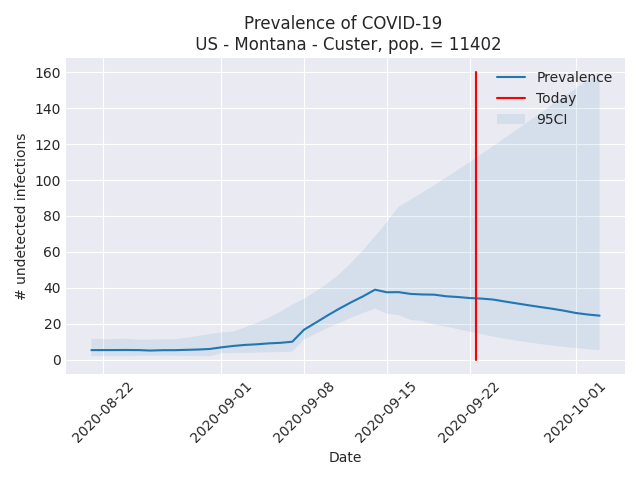 Prevalence of COVID-19
US - Montana - Custer, pop. = 11402
Prevalence
Today
95CI
160
140
120
100
80
60
40
20
0
# undetected infections
2020-08-22
2020-09-01
2020-09-08
2020-09-15
2020-09-22
2020-10-01
Date